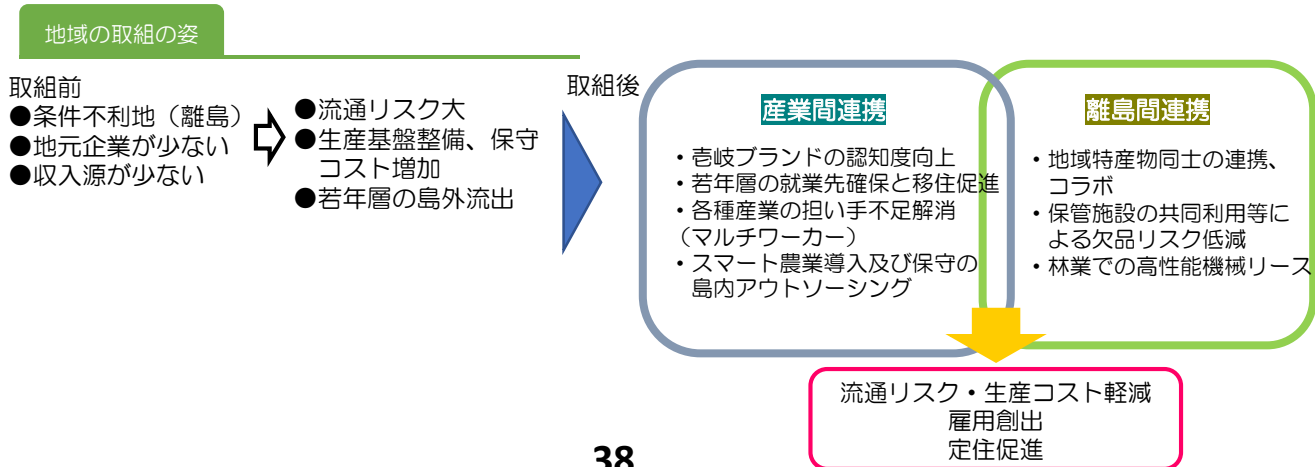 地域の取組の姿
取組前
●条件不利地（離島）
●地元企業が少ない
●収入源が少ない
●流通リスク大
●生産基盤整備、保守
コスト増加
●若年層の島外流出
取組後
産業間連携
・壱岐ブランドの認知度向上
・若年層の就業先確保と移住促進
・各種産業の担い手不足解消
（マルチワーカー）
・スマート農業導入及び保守の
島内アウトソーシング
離島間連携
・地域特産物同士の連携、
コラボ
・保管施設の共同利用等に
よる欠品リスク低減
・林業での高性能機械リース
流通リスク・生産コスト軽減
雇用創出
定住促進
38